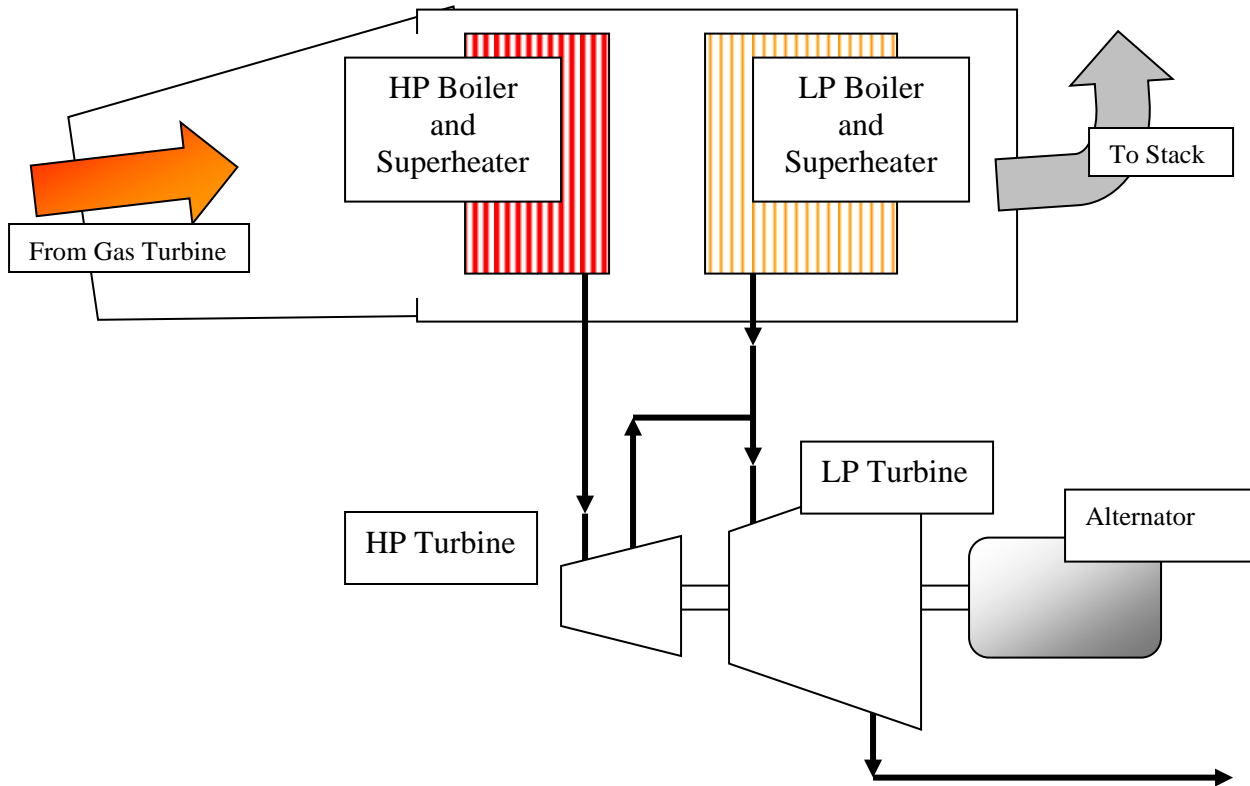 HP Boiler
and
Superheater
LP Boiler
and
Superheater
To Stack
From Gas Turbine
LP Turbine
HP Turbine
Alternator